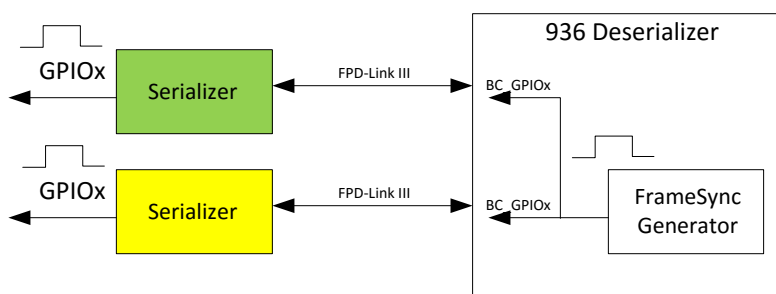 936 Deserializer
GPIOx
Serializer
FPD-Link III
BC_GPIOx
GPIOx
Serializer
FPD-Link III
BC_GPIOx
FrameSync
Generator